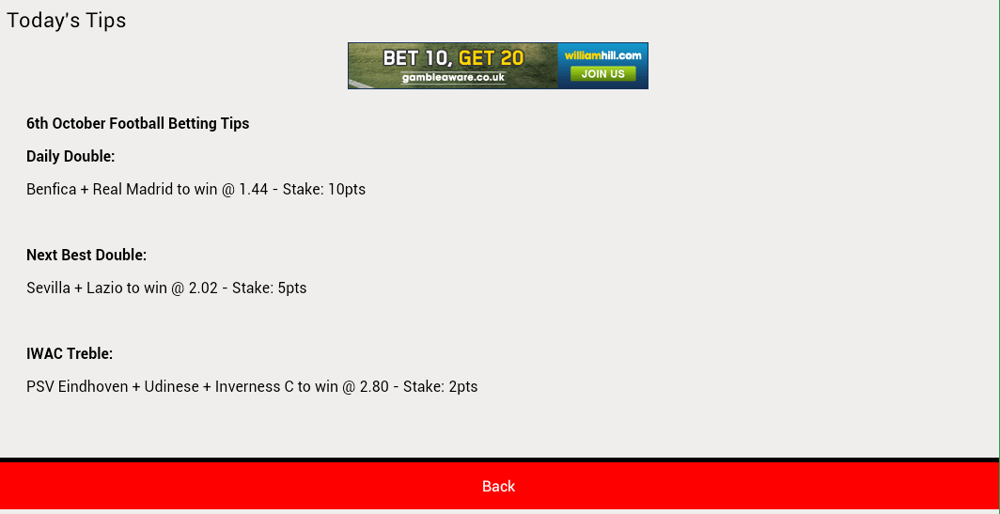 Today's Tips
BET 10, GET 20
gambleaware.co.uk
williamhill.com
JOIN US
6th October Football Betting Tips
Daily Double:
Benfica + Real Madrid to win @ 1.44 - Stake: 10pts
Next Best Double:
Sevilla + Lazio to win @ 2.02 - Stake: 5pts
IWAC Treble:
PSV Eindhoven + Udinese + Inverness C to win @ 2.80 - Stake: 2pts
Back